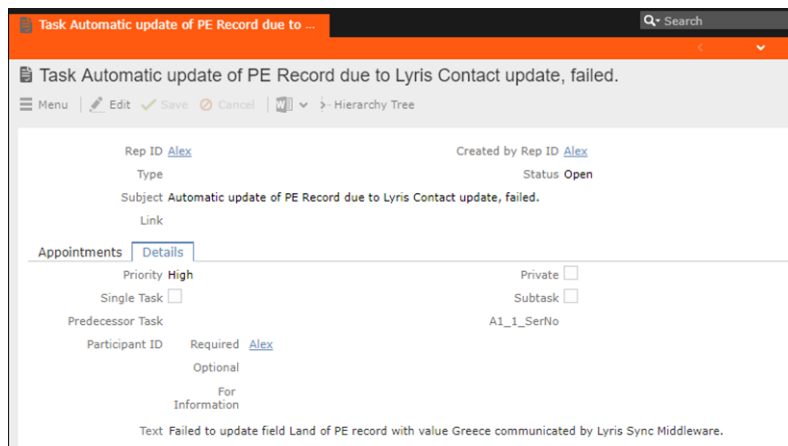 Task Automatic update of PE Record due to ...
Search
Task Automatic update of PE Record due to Lyris Contact update, failed.
Menu Edit Save Cancel Hierarchy Tree
Rep ID Alex Created by Rep ID Alex
Type Status Open
Subject Automatic update of PE Record due to Lyris Contact update, failed.
Link
Appointments Details
Priority High Private
Single Task Subtask
Predecessor Task A1_1_SerNo
Participant ID Required Alex
Optional
For
Information
Text Failed to update field Land of PE record with value Greece communicated by Lyris Sync Middleware.